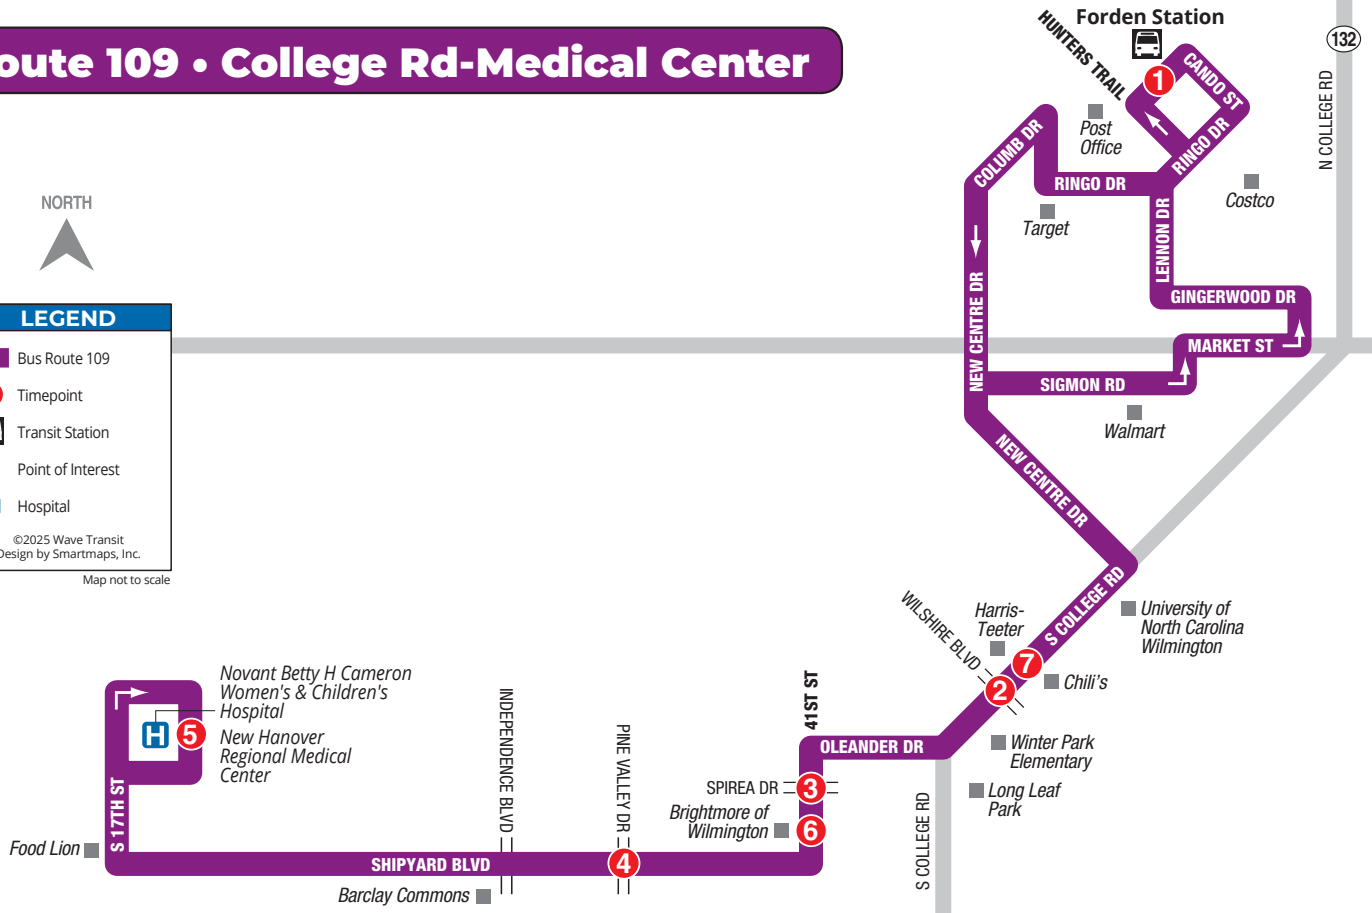 Forden Station
oute 109 • College Rd-Medical Center
132
N COLLEGE RD
HUNTERS TRAIL
1
CANDO ST
RINGO DR
Post
Office
COLUMB DR
RINGO DR
Costco
Target
LENNON DR
NORTH
NEW CENTRE DR
GINGERWOOD DR
MARKET ST
SIGMON RD
Walmart
NEW CENTRE DR
LEGEND
Bus Route 109
Timepoint
Transit Station
Point of Interest
Hospital
©2025 Wave Transit
Design by Smartmaps, Inc.
Map not to scale
S COLLEGE RD
University of
North Carolina
Wilmington
WILSHIRE BLVD
Harris-
Teeter
7
Chili's
2
Winter Park
Elementary
Long Leaf
Park
S COLLEGE RD
OLEANDER DR
41ST ST
SPIREA DR
3
Brightmore of
Wilmington
6
PINE VALLEY DR
4
INDEPENDENCE BLVD
SHIPYARD BLVD
Barclay Commons
Novant Betty H Cameron
Women's & Children's
Hospital
New Hanover
Regional Medical
Center
H
5
S 17TH ST
Food Lion